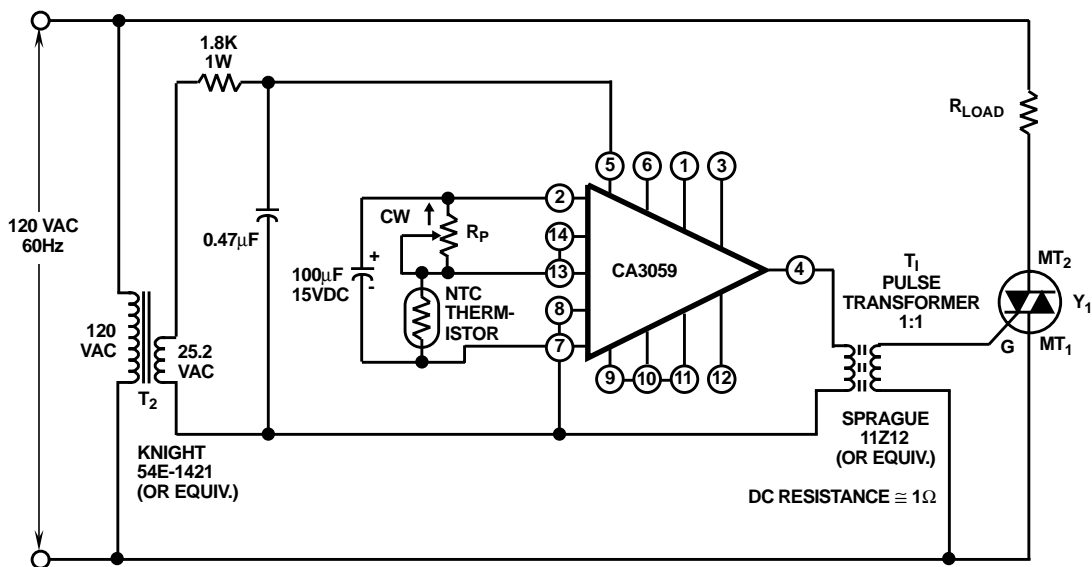 1.8K
1W
R_LOAD
5
6
1
3
2
CW
R_P
120 VAC
60Hz
0.47μF
14
+
100μF
15VDC
-
13
CA3059
4
T_I
PULSE
TRANSFORMER
1:1
MT_2
Y_1
NTC
THERM-
ISTOR
8
7
G
MT_1
120
VAC
25.2
VAC
T_2
9
10
11
12
SPRAGUE
11Z12
(OR EQUIV.)
KNIGHT
54E-1421
(OR EQUIV.)
DC RESISTANCE ≅ 1Ω